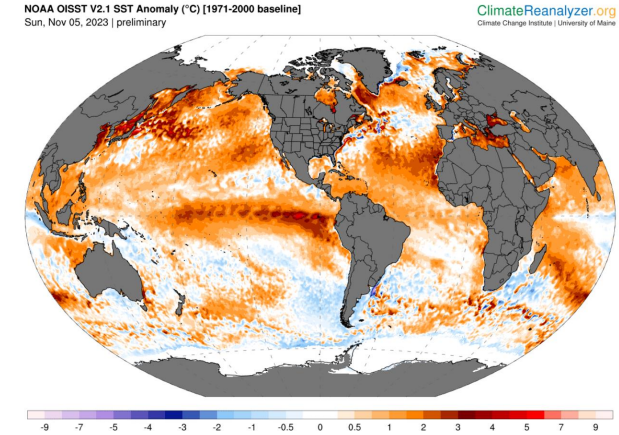 NOAA OISST V2.1 SST Anomaly (°C) [1971-2000 baseline]
Sun, Nov 05, 2023 | preliminary
ClimateReanalyzer.org
Climate Change Institute | University of Maine
-9 -7 -5 -4 -3 -2 -1 -0.5 0 0.5 1 2 3 4 5 7 9